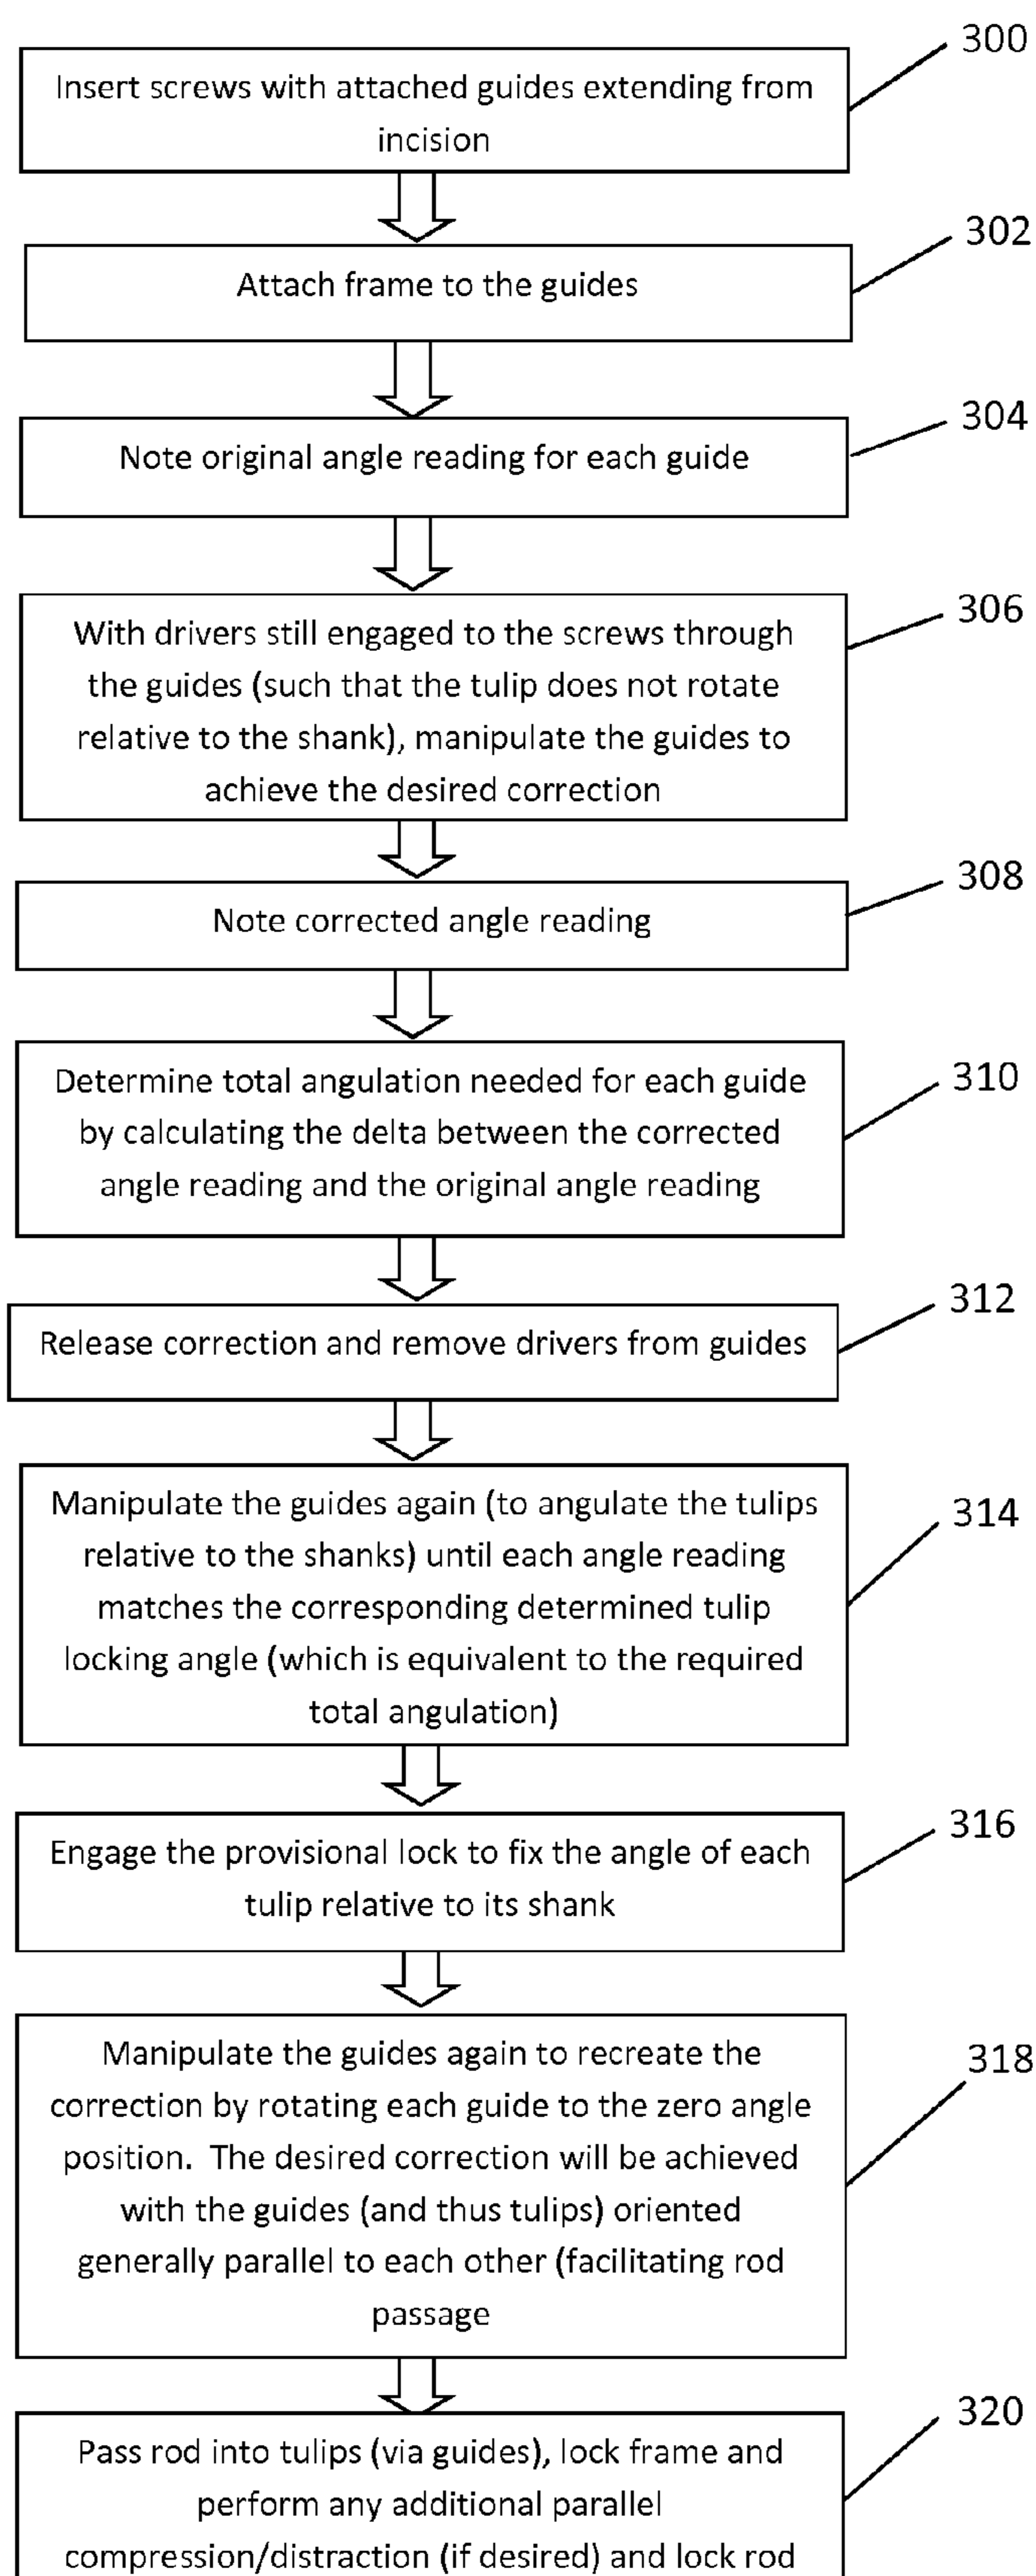 300
Insert screws with attached guides extending from
incision
302
Attach frame to the guides
304
Note original angle reading for each guide
306
With drivers still engaged to the screws through
the guides (such that the tulip does not rotate
relative to the shank), manipulate the guides to
achieve the desired correction
308
Note corrected angle reading
310
Determine total angulation needed for each guide
by calculating the delta between the corrected
angle reading and the original angle reading
312
Release correction and remove drivers from guides
314
Manipulate the guides again (to angulate the tulips
relative to the shanks) until each angle reading
matches the corresponding determined tulip
locking angle (which is equivalent to the required
total angulation)
316
Engage the provisional lock to fix the angle of each
tulip relative to its shank
318
Manipulate the guides again to recreate the
correction by rotating each guide to the zero angle
position.  The desired correction will be achieved
with the guides (and thus tulips) oriented
generally parallel to each other (facilitating rod
passage
320
Pass rod into tulips (via guides), lock frame and
perform any additional parallel
compression/distraction (if desired) and lock rod